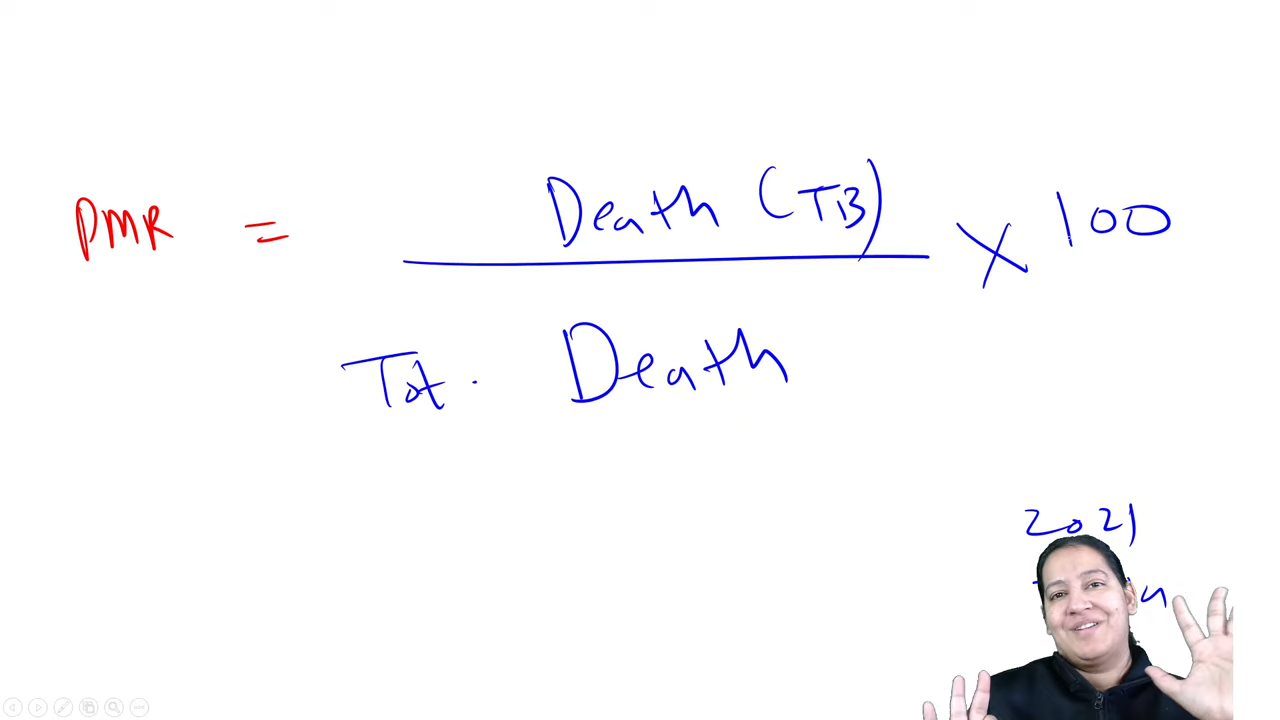 PMR = Death (TB) × 100
Tot. Death
2021